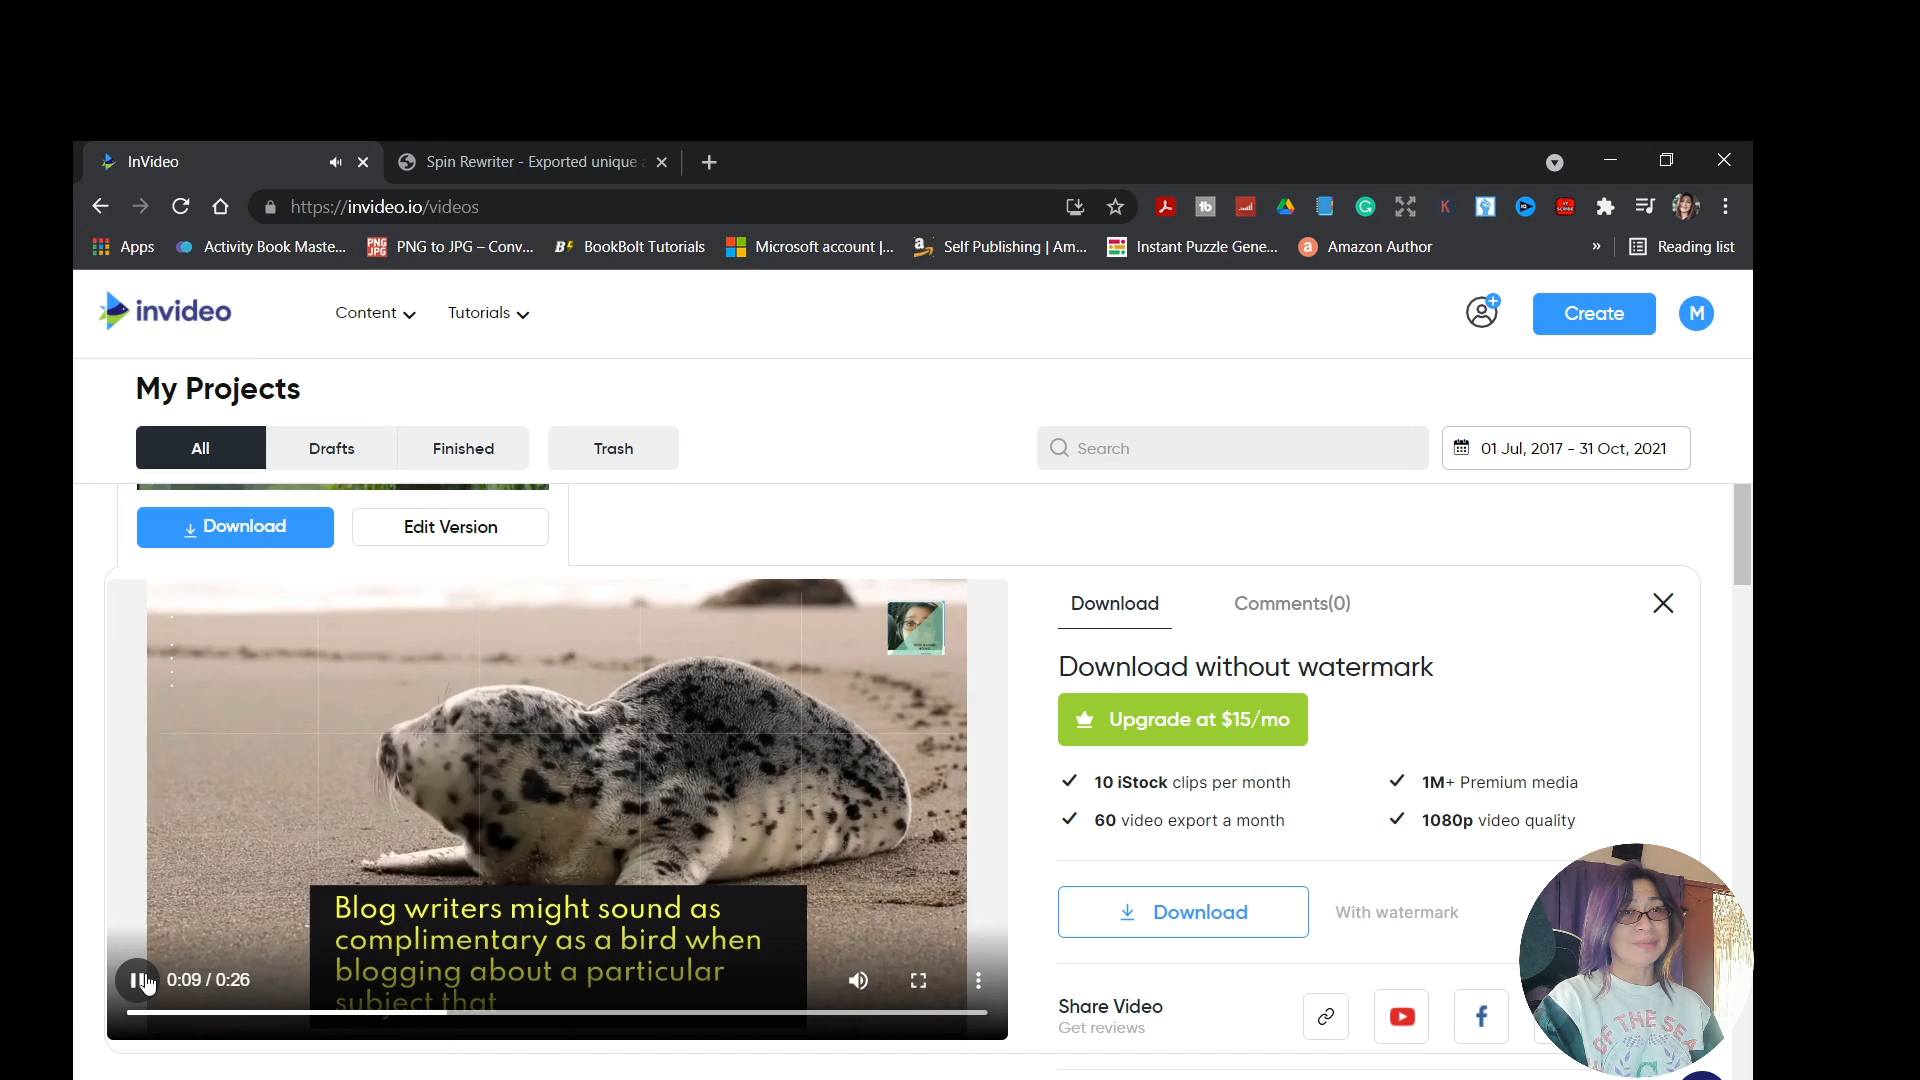 InVideo
Spin Rewriter - Exported unique
https://invideo.io/videos
Apps
Activity Book Maste...
PNG to JPG – Conv...
BookBolt Tutorials
Microsoft account |...
Self Publishing | Am...
Instant Puzzle Gene...
Amazon Author
»
Reading list
invideo
Content
Tutorials
Create
M
My Projects
All
Drafts
Finished
Trash
Search
01 Jul, 2017 - 31 Oct, 2021
Download
Edit Version
Download
Comments(0)
Download without watermark
Upgrade at $15/mo
10 iStock clips per month
1M+ Premium media
60 video export a month
1080p video quality
Download
With watermark
Blog writers might sound as
complimentary as a bird when
blogging about a particular
subject that
0:09 / 0:26
Share Video
Get reviews
OF THE SEA